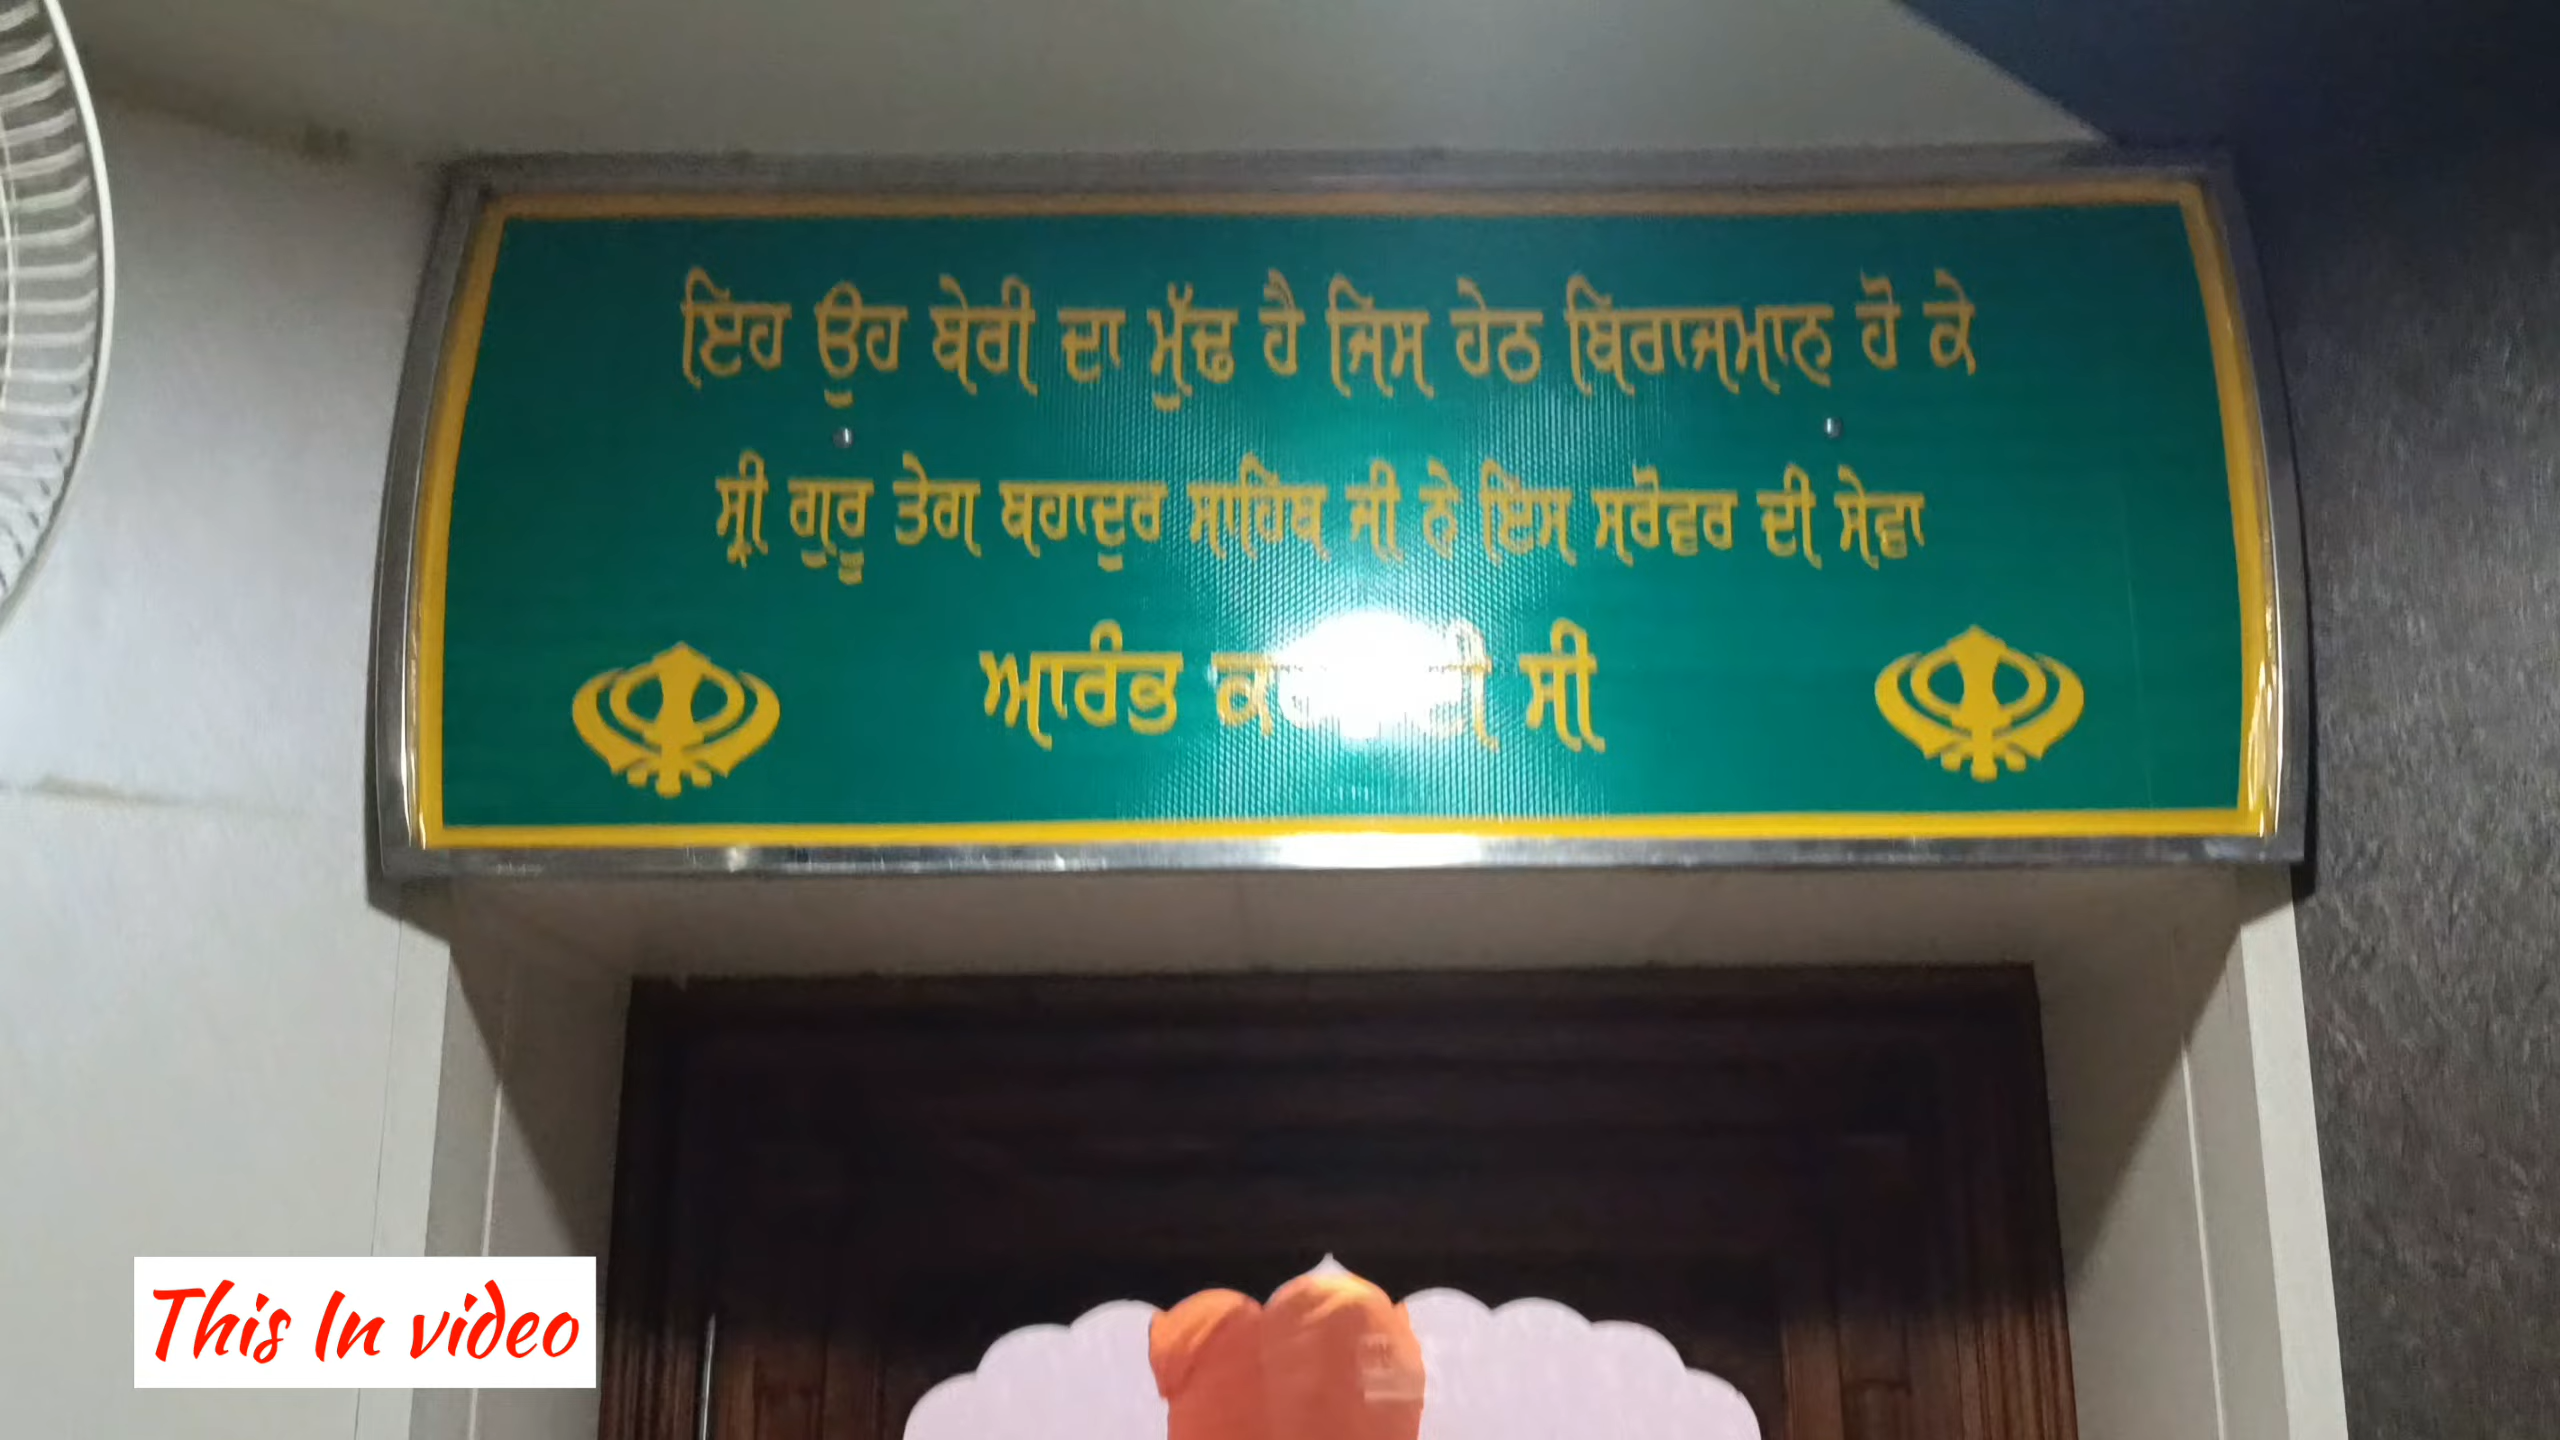 ਇਹ ਉਹ ਬੇਰੀ ਦਾ ਮੁੱਢ ਹੈ ਜਿਸ ਹੇਠ ਬਿਰਾਜਮਾਨ ਹੋ ਕੇ
ਸ੍ਰੀ ਗੁਰੂ ਤੇਗ ਬਹਾਦੁਰ ਸਾਹਿਬ ਜੀ ਨੇ ਇਸ ਸਰੋਵਰ ਦੀ ਸੇਵਾ
ਆਰੰਭ ਸੀ
This In video